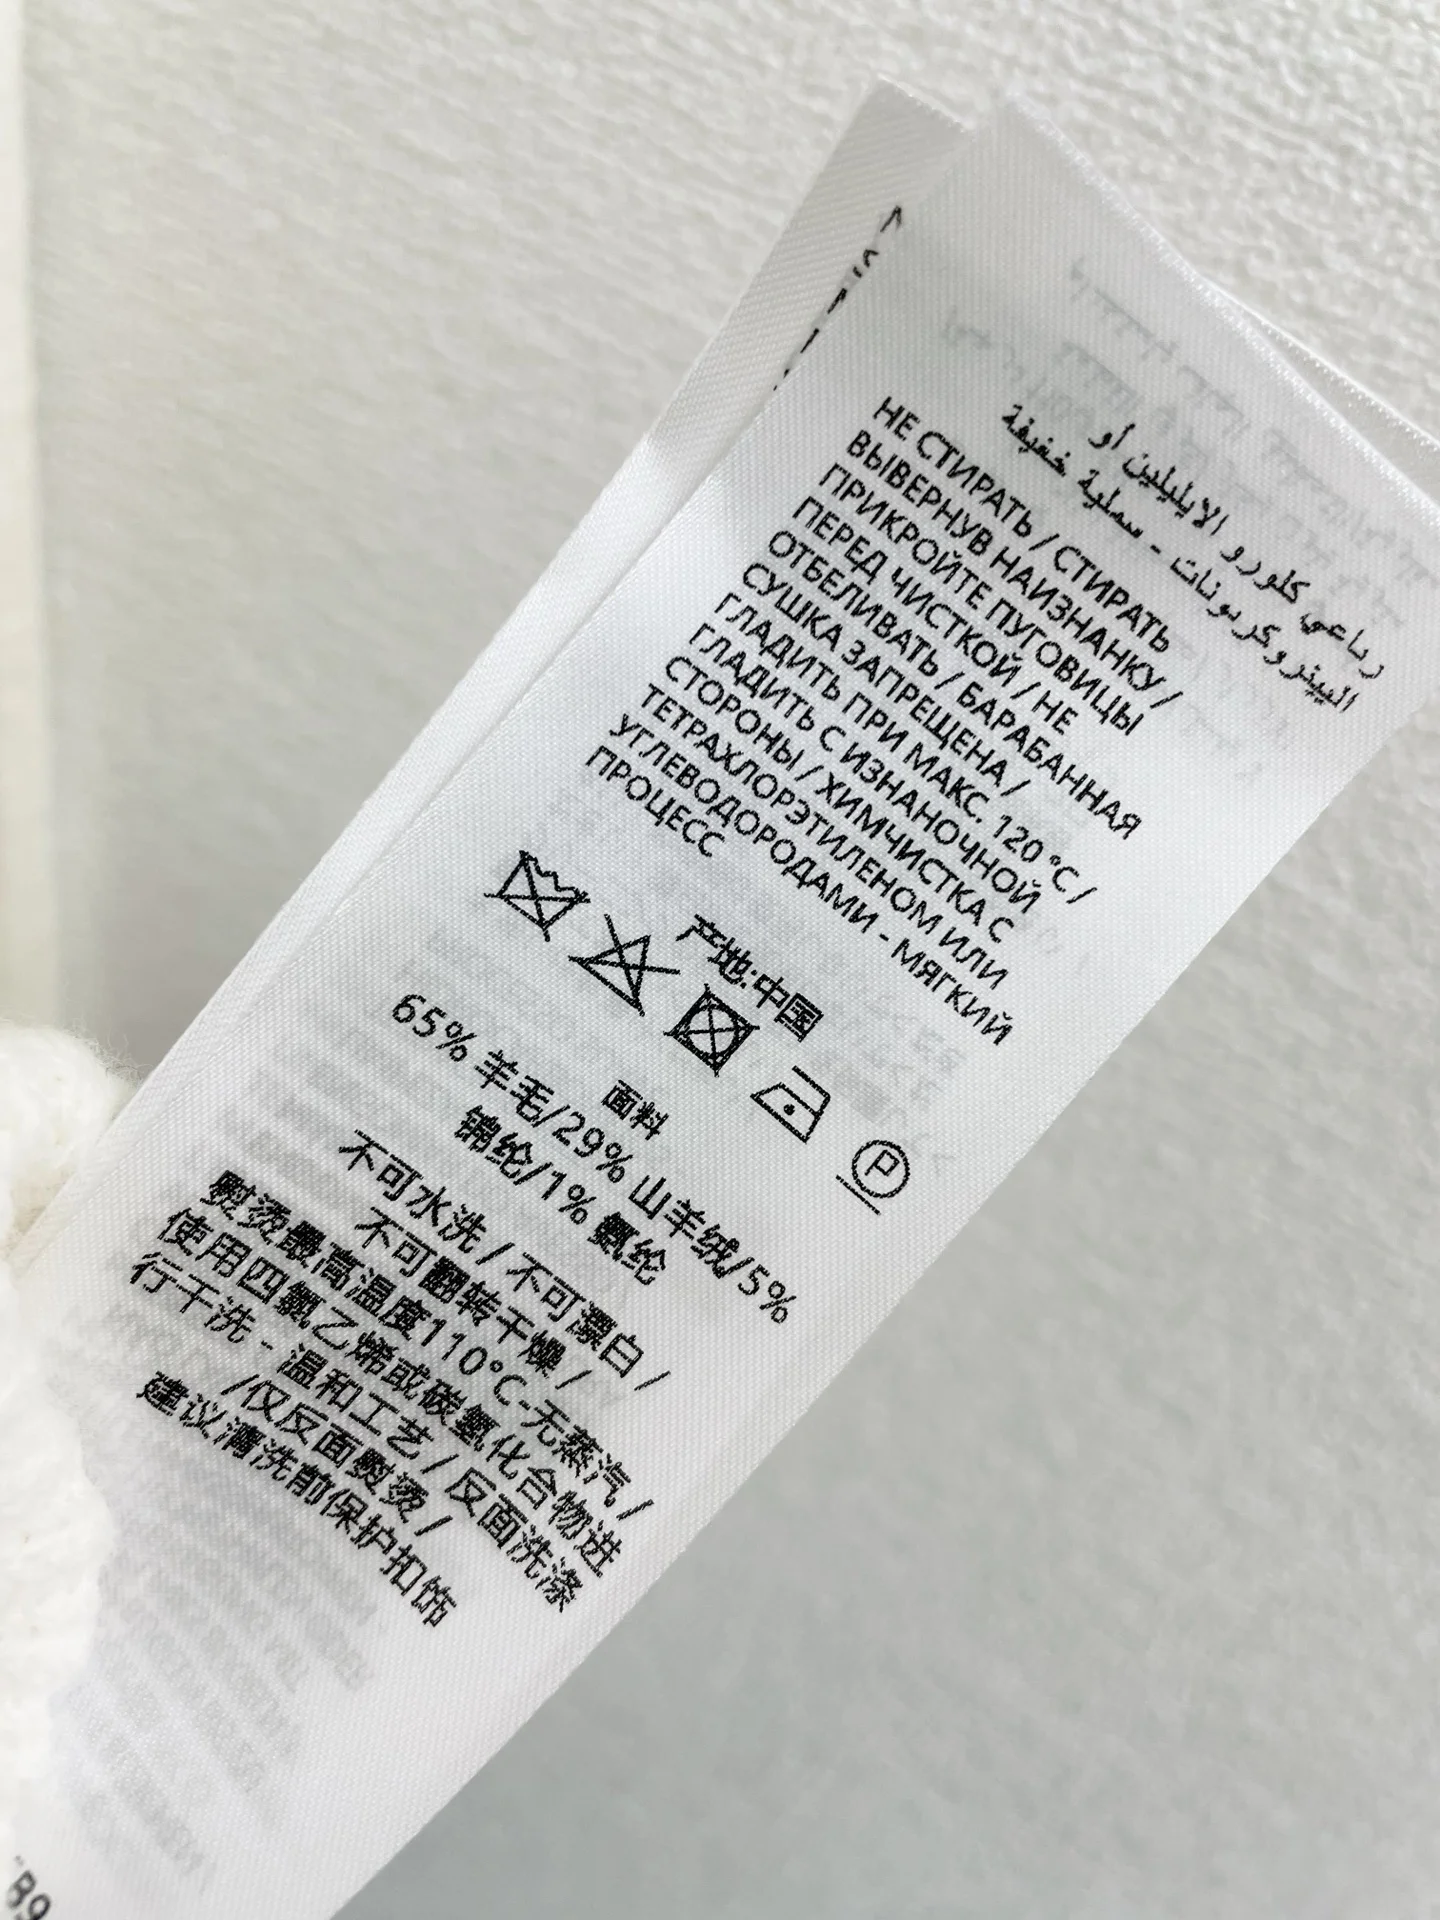 رباعي كلورو الايليلين أو
البيتروكربونات - سملية خفيفة
НЕ СТИРАТЬ / СТИРАТЬ
ВЫВЕРНУВ НАИЗНАНКУ /
ПРИКРОЙТЕ ПУГОВИЦЫ
ПЕРЕД ЧИСТКОЙ / НЕ
ОТБЕЛИВАТЬ / БАРАБАННАЯ
СУШКА ЗАПРЕЩЕНА /
ГЛАДИТЬ ПРИ МАКС. 120 °C /
ГЛАДИТЬ С ИЗНАНОЧНОЙ
СТОРОНЫ / ХИМЧИСТКА С
ТЕТРАХЛОРЭТИЛЕНОМ ИЛИ
УГЛЕВОДОРОДАМИ - МЯГКИЙ
ПРОЦЕСС
产地:中国
P
面料
65% 羊毛/29% 山羊绒/5%
锦纶/1% 氨纶
不可水洗 / 不可漂白 /
不可翻转干燥 /
熨烫最高温度110°C-无蒸汽 /
使用四氯乙烯或碳氢化合物进
行干洗 - 温和工艺 / 反面洗涤
/仅反面熨烫 /
建议清洗前保护扣饰
89